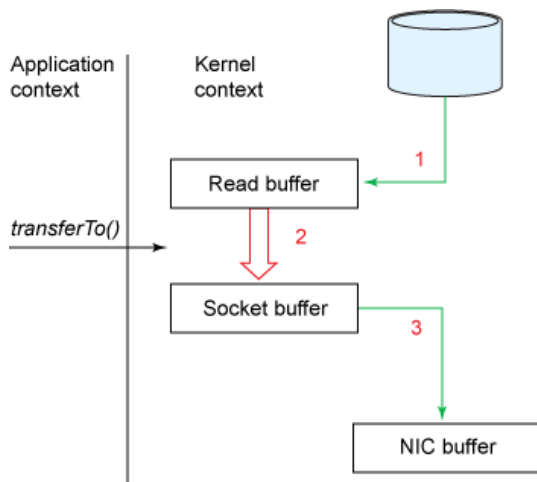 Application
context
Kernel
context
1
Read buffer
transferTo()
2
Socket buffer
3
NIC buffer